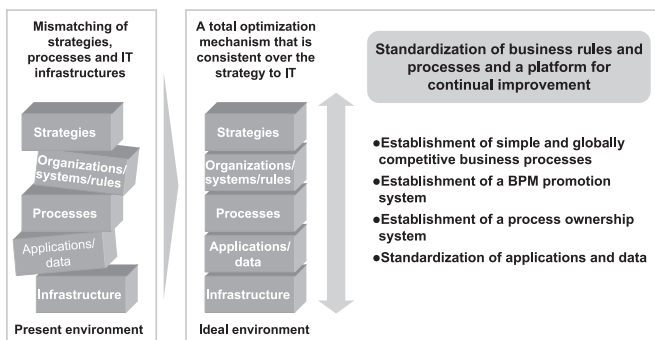 Mismatching of
strategies,
processes and IT
infrastructures
Strategies
Organizations/
systems/rules
Processes
Applications/
data
Infrastructure
Present environment
A total optimization
mechanism that is
consistent over the
strategy to IT
Strategies
Organizations/
systems/rules
Processes
Applications/
data
Infrastructure
Ideal environment
Standardization of business rules and
processes and a platform for
continual improvement
●Establishment of simple and globally
competitive business processes
●Establishment of a BPM promotion
system
●Establishment of a process ownership
system
●Standardization of applications and data